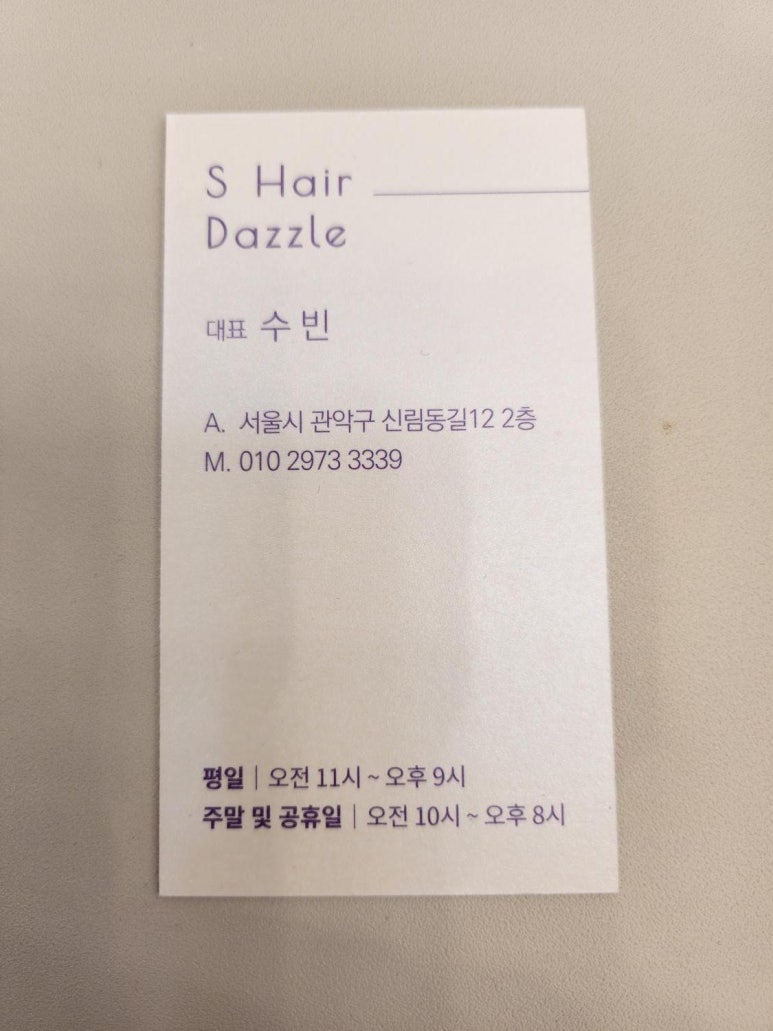 S Hair
Dazzle
대표 수빈
A. 서울시 관악구 신림동길12 2층
M. 010 2973 3339
평일 | 오전 11시 ~ 오후 9시
주말 및 공휴일 | 오전 10시 ~ 오후 8시